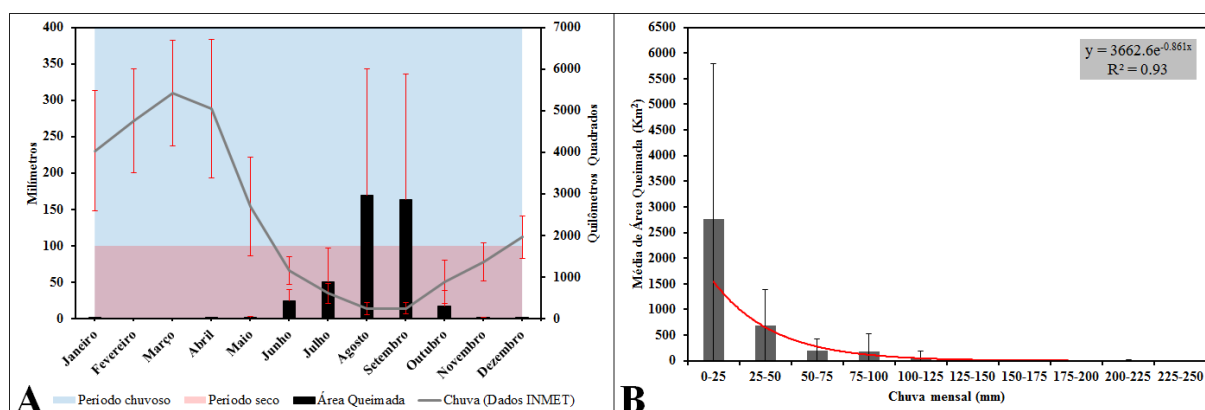 400
350
300
250
200
150
100
50
0
Milímetros
7000
6000
5000
4000
3000
2000
1000
0
Quilômetros Quadrados
Janeiro
Fevereiro
Março
Abril
Maio
Junho
Julho
Agosto
Setembro
Outubro
Novembro
Dezembro
A
Período chuvoso
Período seco
Área Queimada
Chuva (Dados INMET)
6500
6000
5500
5000
4500
4000
3500
3000
2500
2000
1500
1000
500
0
Média de Área Queimada (Km²)
y = 3662.6e^-0.861x
R² = 0.93
0-25
25-50
50-75
75-100
100-125
125-150
150-175
175-200
200-225
225-250
Chuva mensal (mm)
B